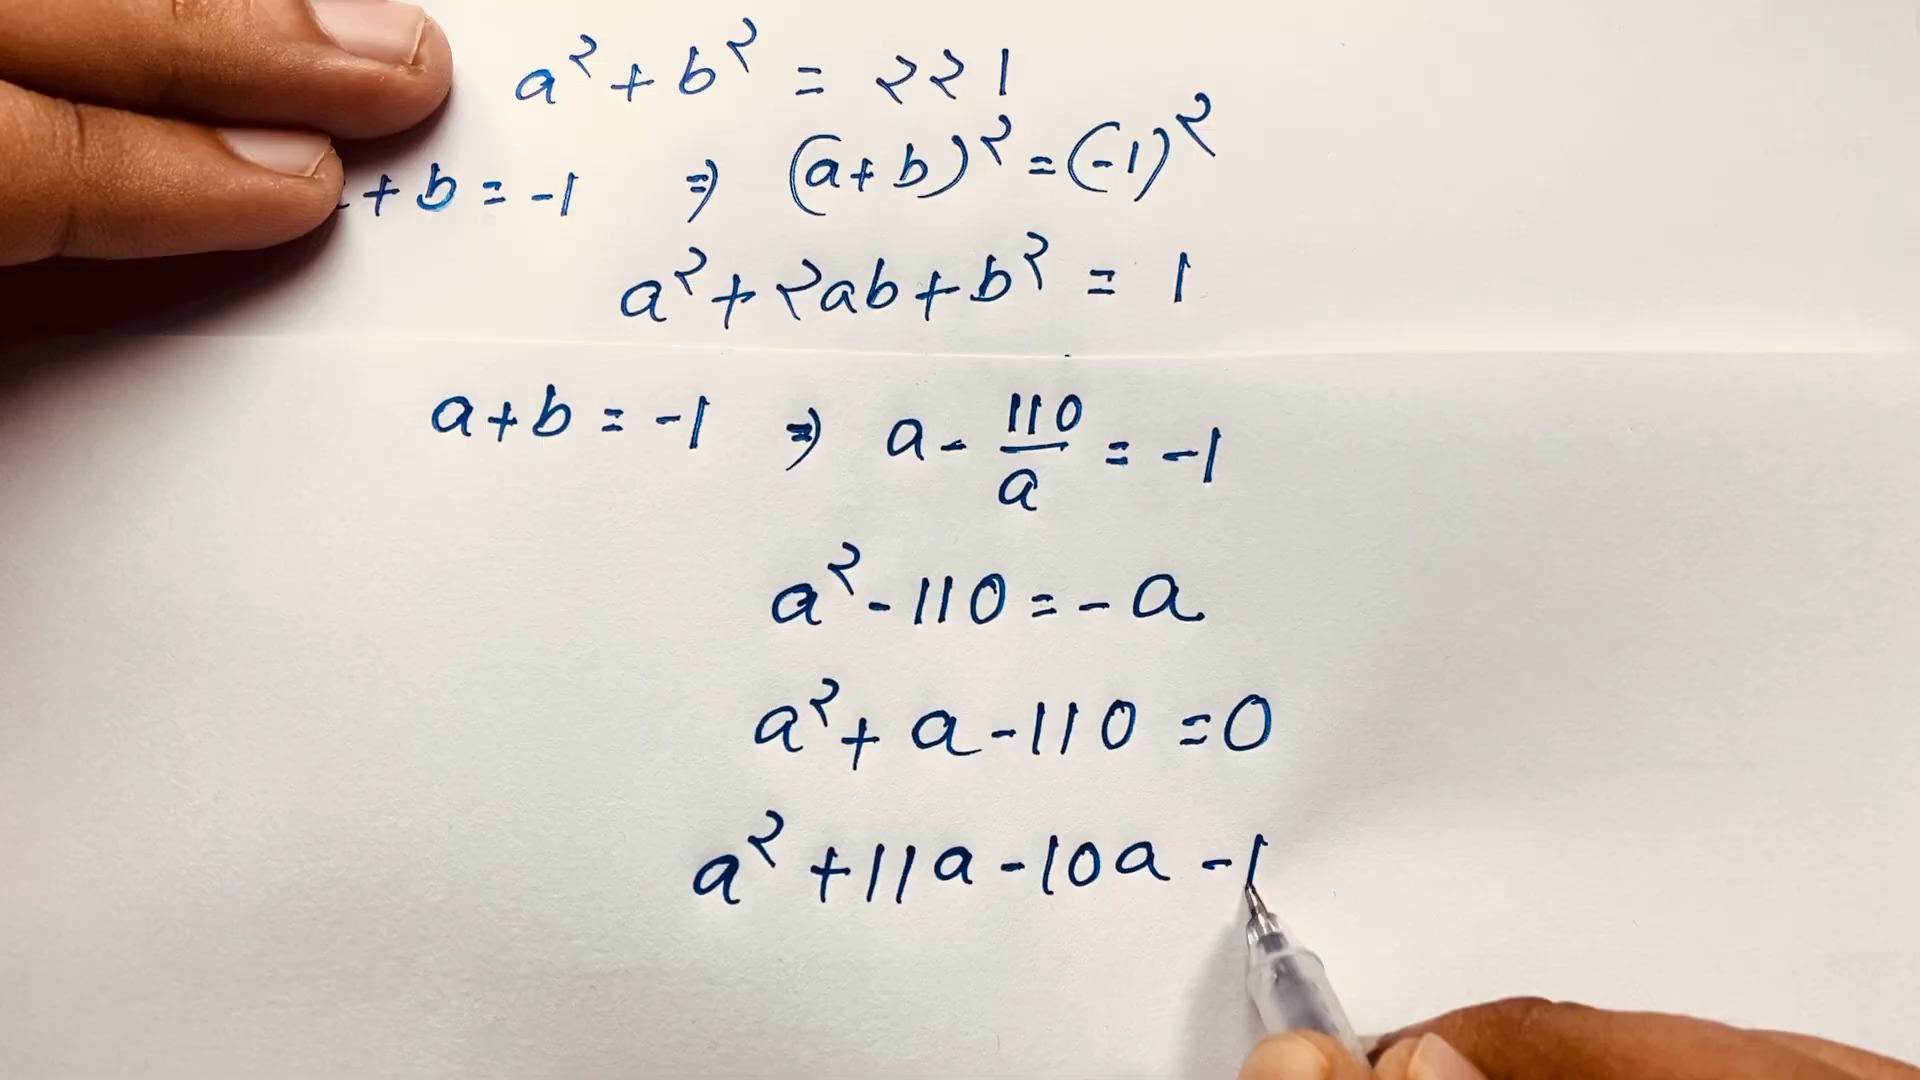 a² + b² = 221
+ b = -1 ⇒ (a+b)² = (-1)²
a² + 2ab + b² = 1
a + b = -1 ⇒ a - 110/a = -1
a² - 110 = - a
a² + a - 110 = 0
a² + 11a - 10a - 1